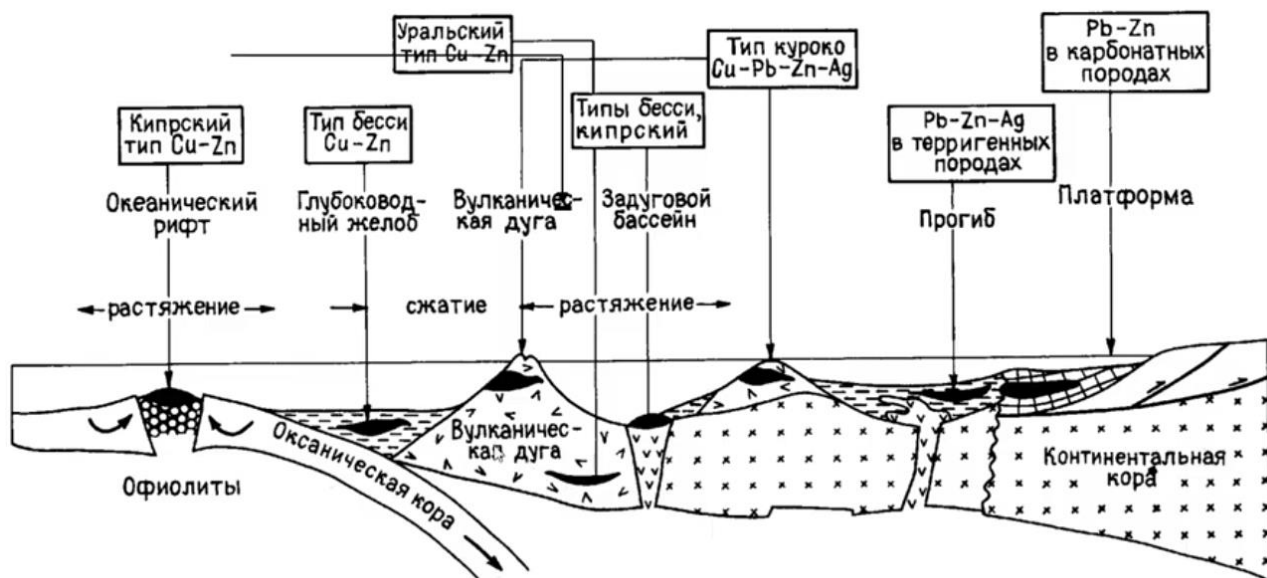 Уральский
тип Cu–Zn
Тип куроко
Cu–Pb–Zn–Ag
Pb–Zn
в карбонатных
породах
Кипрский
тип Cu–Zn
Тип бесси
Cu–Zn
Типы бесси,
кипрский
Pb–Zn–Ag
в терригенных
породах
Океанический
рифт
Глубоковод-
ный желоб
Вулканичес-
кая дуга
Задуговой
бассейн
Прогиб
Платформа
растяжение
сжатие
растяжение
Вулканичес-
кая дуга
Офиолиты
Оксаническая кора
Континентальная
кора